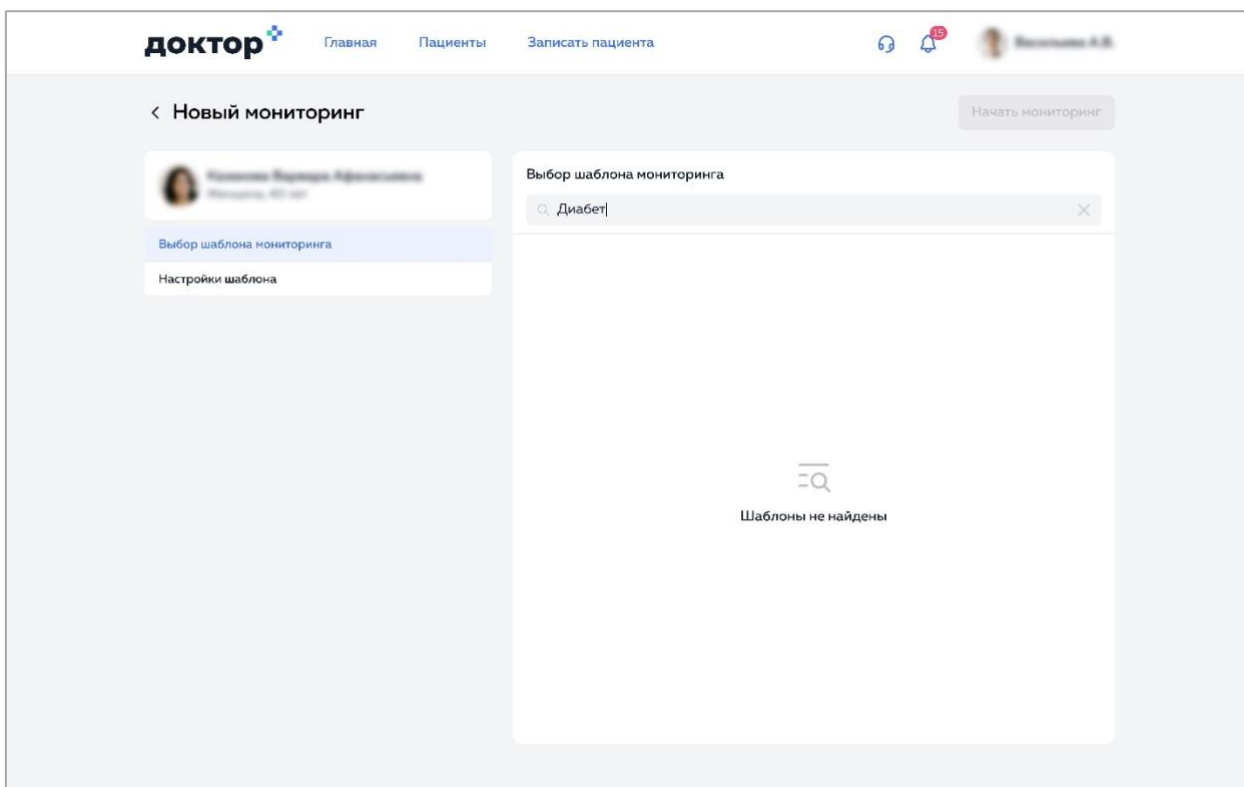 доктор
Главная
Пациенты
Записать пациента
15
Новый мониторинг
Начать мониторинг
Выбор шаблона мониторинга
Диабет
Выбор шаблона мониторинга
Настройки шаблона
Шаблоны не найдены